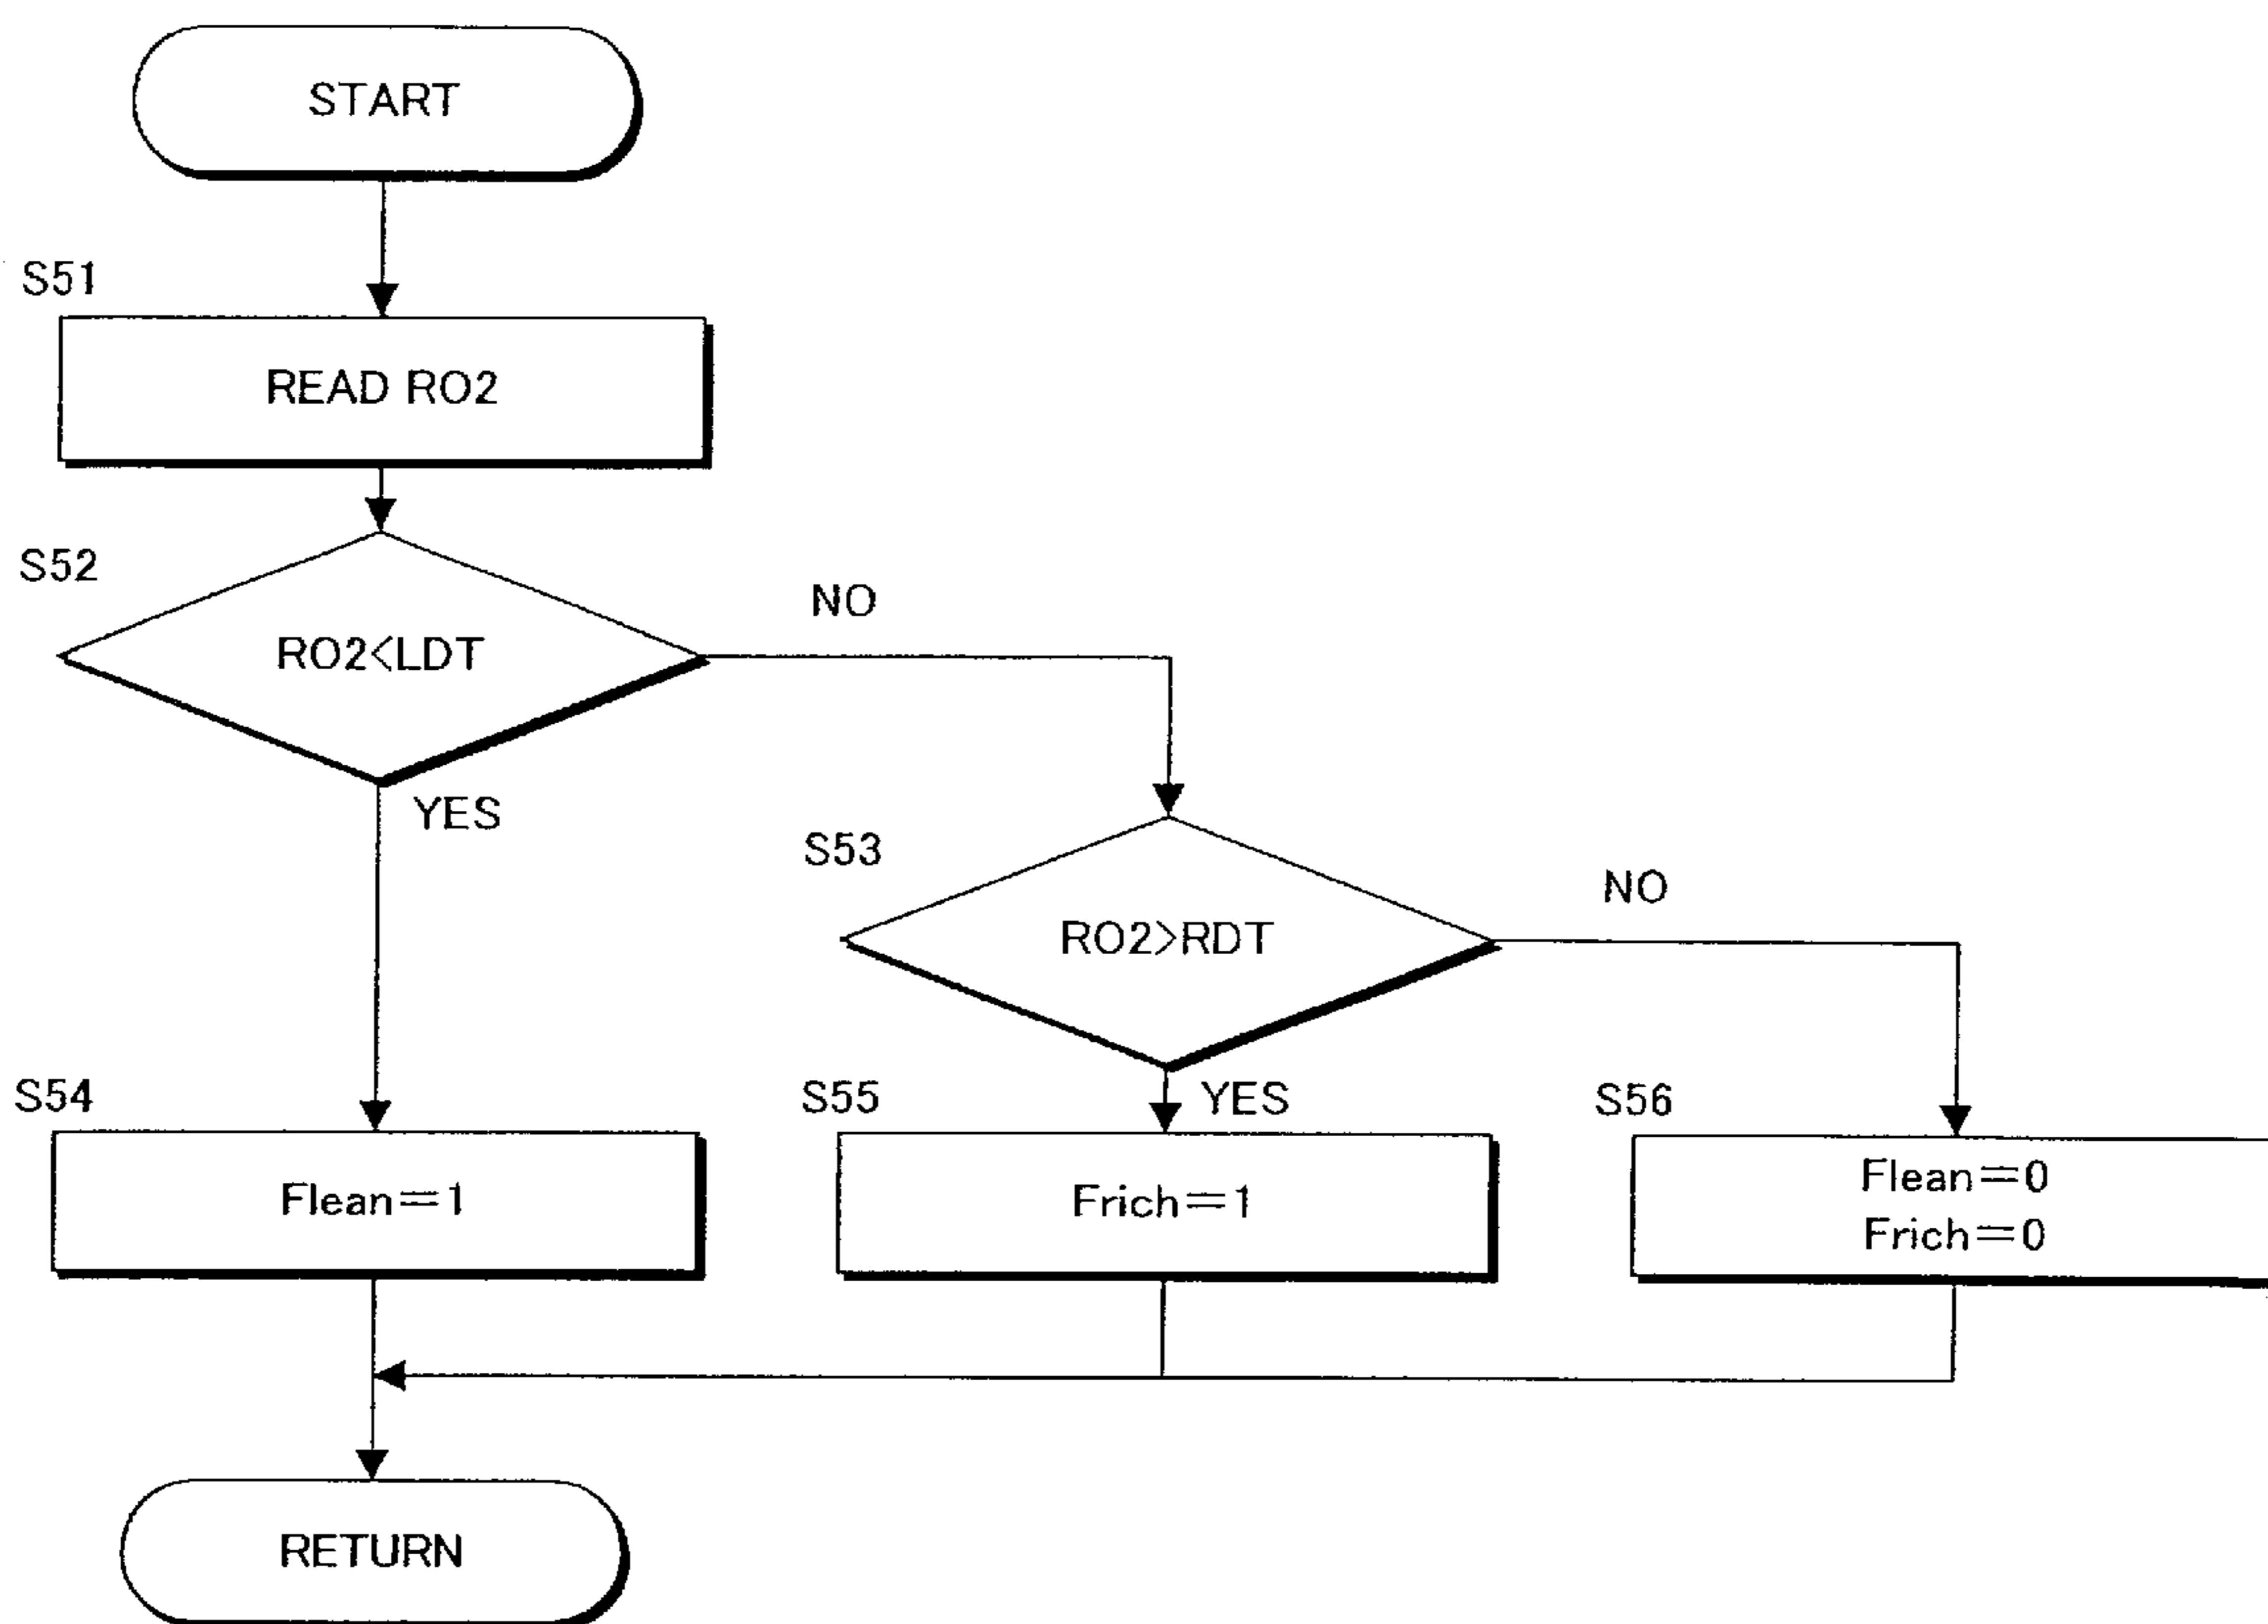 START
S51
READ RO2
S52
RO2<LDT
NO
YES
S53
RO2>RDT
NO
YES
S54
Flean=1
S55
Frich=1
S56
Flean=0
Frich=0
RETURN